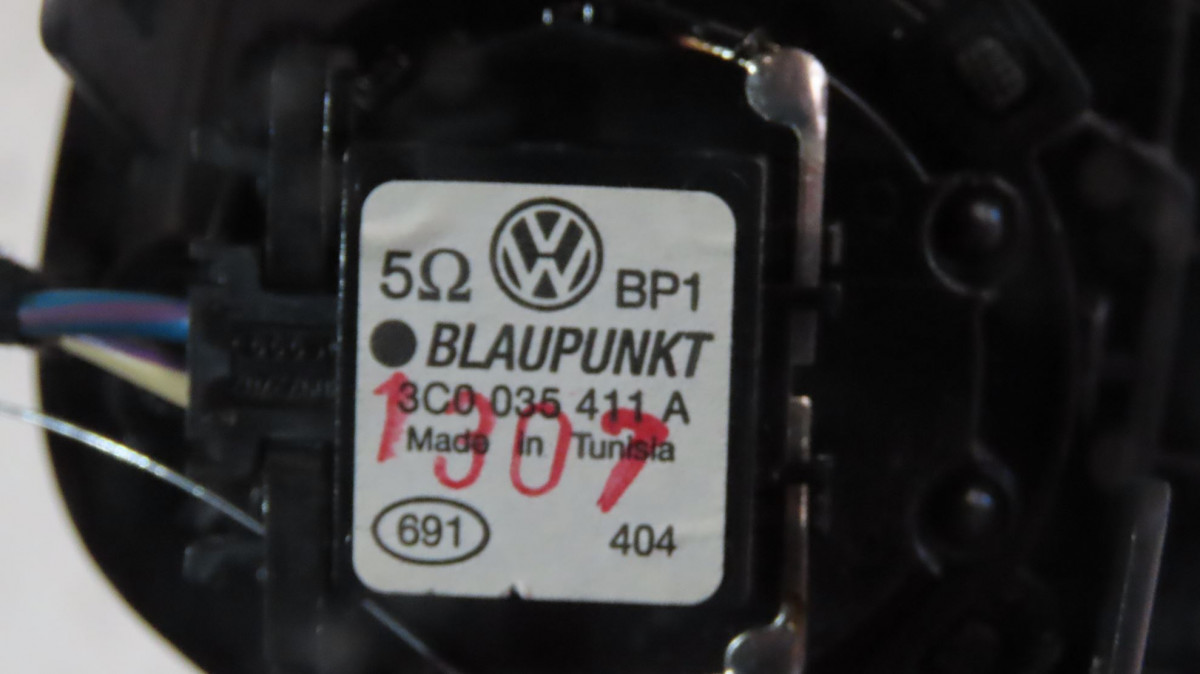 5Ω BP1
BLAUPUNKT
3C0 035 411 A
1307
Made in Tunisia
691 404